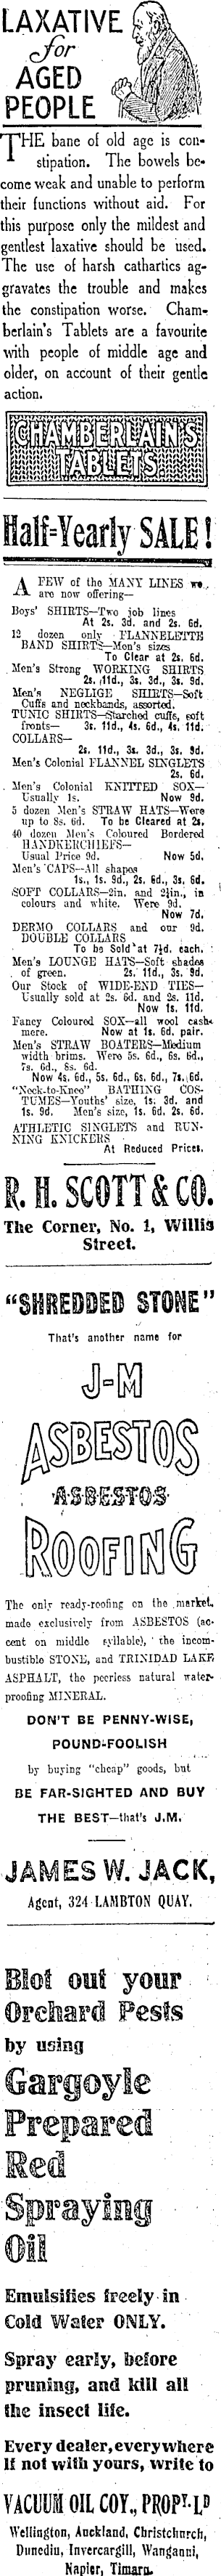 LAXATIVE
for
AGED
PEOPLE
THE bane of old age is con-
stipation. The bowels be-
come weak and unable to perform
their functions without aid. For
this purpose only the mildest and
gentlest laxative should be used.
The use of harsh cathartics ag-
gravates the trouble and makes
the constipation worse. Cham-
berlain's Tablets are a favourite
with people of middle age and
older, on account of their gentle
action.
CHAMBERLAIN'S
TABLETS
Half-Yearly SALE!
A FEW of the MANY LINES we
are now offering—
Boys' SHIRTS—Two job lines
At 2s. 3d. and 2s. 6d.
12 dozen only FLANNELETTE
BAND SHIRTS—Men's sizes
To Clear at 2s. 6d.
Men's Strong WORKING SHIRTS
2s. 11d., 3s. 3d., 3s. 9d.
Men's NEGLIGE SHIRTS—Soft
Cuffs and neckbands, assorted.
TUNIC SHIRTS—Starched cuffs, soft
fronts— 3s. 11d., 4s. 6d., 4s. 11d.
COLLARS—
2s. 11d., 3s. 3d., 3s. 9d.
Men's Colonial FLANNEL SINGLETS
2s. 6d.
Men's Colonial KNITTED SOX—
Usually 1s. Now 9d.
5 dozen Men's STRAW HATS—Were
up to 8s. 6d. To be Cleared at 2s.
40 dozen Men's Coloured Bordered
HANDKERCHIEFS—
Usual Price 9d. Now 5d.
Men's CAPS—All shapes
1s., 1s. 9d., 2s. 6d., 3s. 6d.
SOFT COLLARS—2in. and 2½in., in
colours and white. Were 9d.
Now 7d.
DERMO COLLARS and our 9d.
DOUBLE COLLARS
To be Sold at 7½d. each.
Men's LOUNGE HATS—Soft shades
of green. 2s. 11d., 3s. 9d.
Our Stock of WIDE-END TIES—
Usually sold at 2s. 6d. and 2s. 11d.
Now 1s. 11d.
Fancy Coloured SOX—all wool cash-
mere. Now at 1s. 6d. pair.
Men's STRAW BOATERS—Medium
width brims. Were 5s. 6d., 6s. 6d.,
7s. 6d., 8s. 6d.
Now 4s. 6d., 5s. 6d., 6s. 6d., 7s. 6d.
"Neck-to-Knee" BATHING COS-
TUMES—Youths' size, 1s. 3d. and
1s. 9d. Men's size, 1s. 6d. 2s. 6d.
ATHLETIC SINGLETS and RUN-
NING KNICKERS
At Reduced Prices.
R. H. SCOTT & CO.
The Corner, No. 1, Willis
Street.
"SHREDDED STONE"
That's another name for
J-M
ASBESTOS
ASBESTOS
ROOFING
The only ready-roofing on the market,
made exclusively from ASBESTOS (ac-
cent on middle syllable), the incom-
bustible STONE, and TRINIDAD LAKE
ASPHALT, the peerless natural water-
proofing MINERAL.
DON'T BE PENNY-WISE,
POUND-FOOLISH
by buying "cheap" goods, but
BE FAR-SIGHTED AND BUY
THE BEST—that's J.M.
JAMES W. JACK,
Agent, 324 LAMBTON QUAY.
Blot out your
Orchard Pests
by using
Gargoyle
Prepared
Red
Spraying
Oil
Emulsifies freely in
Cold Water ONLY.
Spray early, before
pruning, and kill all
the insect life.
Every dealer, everywhere
If not with yours, write to
VACUUM OIL COY., PROPY. LD
Wellington, Auckland, Christchurch,
Dunedin, Invercargill, Wanganui,
Napier, Timaru.